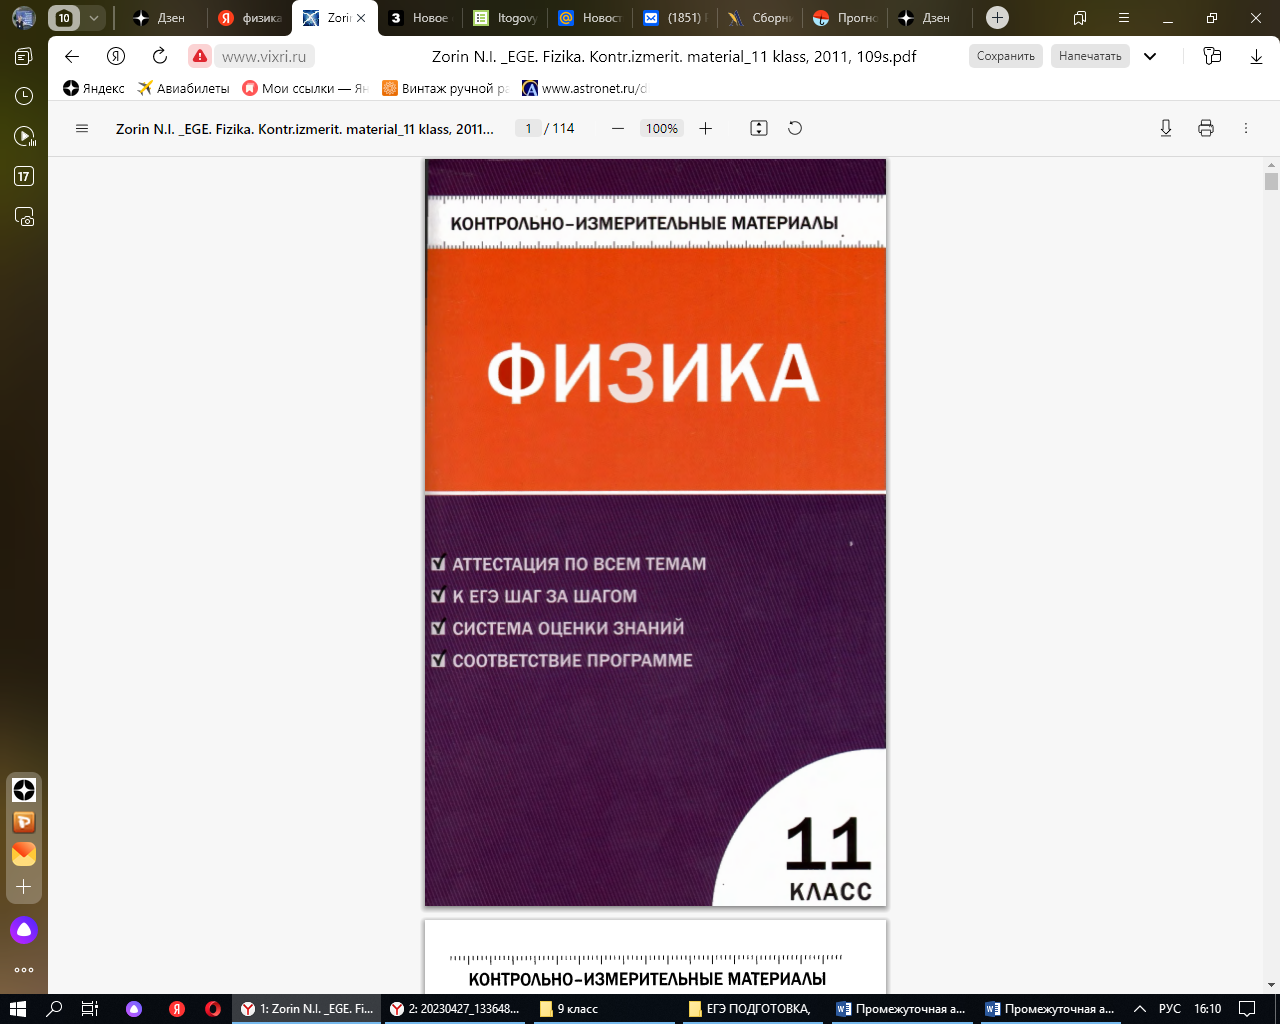 10
Дзен
физика
Zori
Новое
Itogovy
Новост
(1851)
Сборни
Прогно
Дзен
www.vixri.ru
Zorin N.I. _EGE. Fizika. Kontr.izmerit. material_11 klass, 2011, 109s.pdf
Сохранить
Напечатать
Яндекс
Авиабилеты
Мои ссылки — Ян
Винтаж ручной ра
www.astronet.ru/d
Zorin N.I. _EGE. Fizika. Kontr.izmerit. material_11 klass, 2011...
1 / 114
100%
17
КОНТРОЛЬНО-ИЗМЕРИТЕЛЬНЫЕ МАТЕРИАЛЫ
ФИЗИКА
АТТЕСТАЦИЯ ПО ВСЕМ ТЕМАМ
К ЕГЭ ШАГ ЗА ШАГОМ
СИСТЕМА ОЦЕНКИ ЗНАНИЙ
СООТВЕТСТВИЕ ПРОГРАММЕ
11
КЛАСС
КОНТРОЛЬНО-ИЗМЕРИТЕЛЬНЫЕ МАТЕРИАЛЫ
1: Zorin N.I. _EGE. Fi...
2: 20230427_133648...
9 класс
ЕГЭ ПОДГОТОВКА,
Промежуточная а...
Промежуточная а...
РУС
16:10